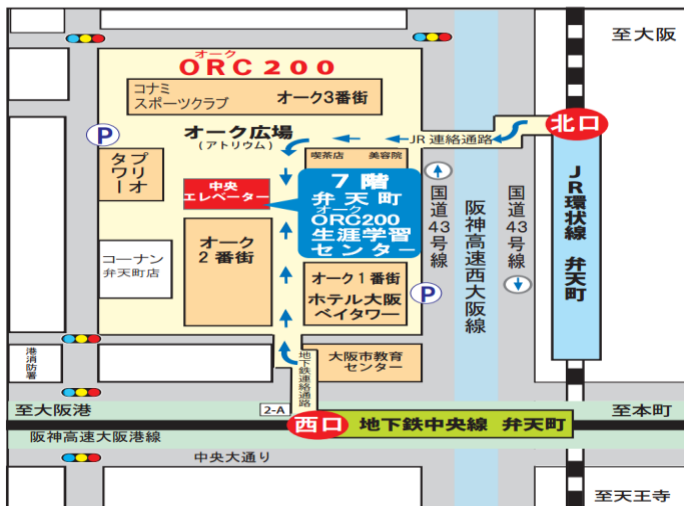 至大阪
オーク
ORC200
コナミ
スポーツクラブ
オーク3番街
北口
P
オーク広場
(アトリウム)
JR連絡通路
喫茶店
美容院
タワー
プリオ
中央
エレベーター
7階
弁天町
オーク
ORC200
生涯学習
センター
国道43号線
阪神高速西大阪線
国道43号線
JR環状線 弁天町
オーク
2番街
コーナン
弁天町店
オーク1番街
ホテル大阪
ベイタワー
P
港消防署
地下鉄連絡通路
大阪市教育
センター
至大阪港
2-A
西口
地下鉄中央線 弁天町
至本町
阪神高速大阪港線
中央大通り
至天王寺